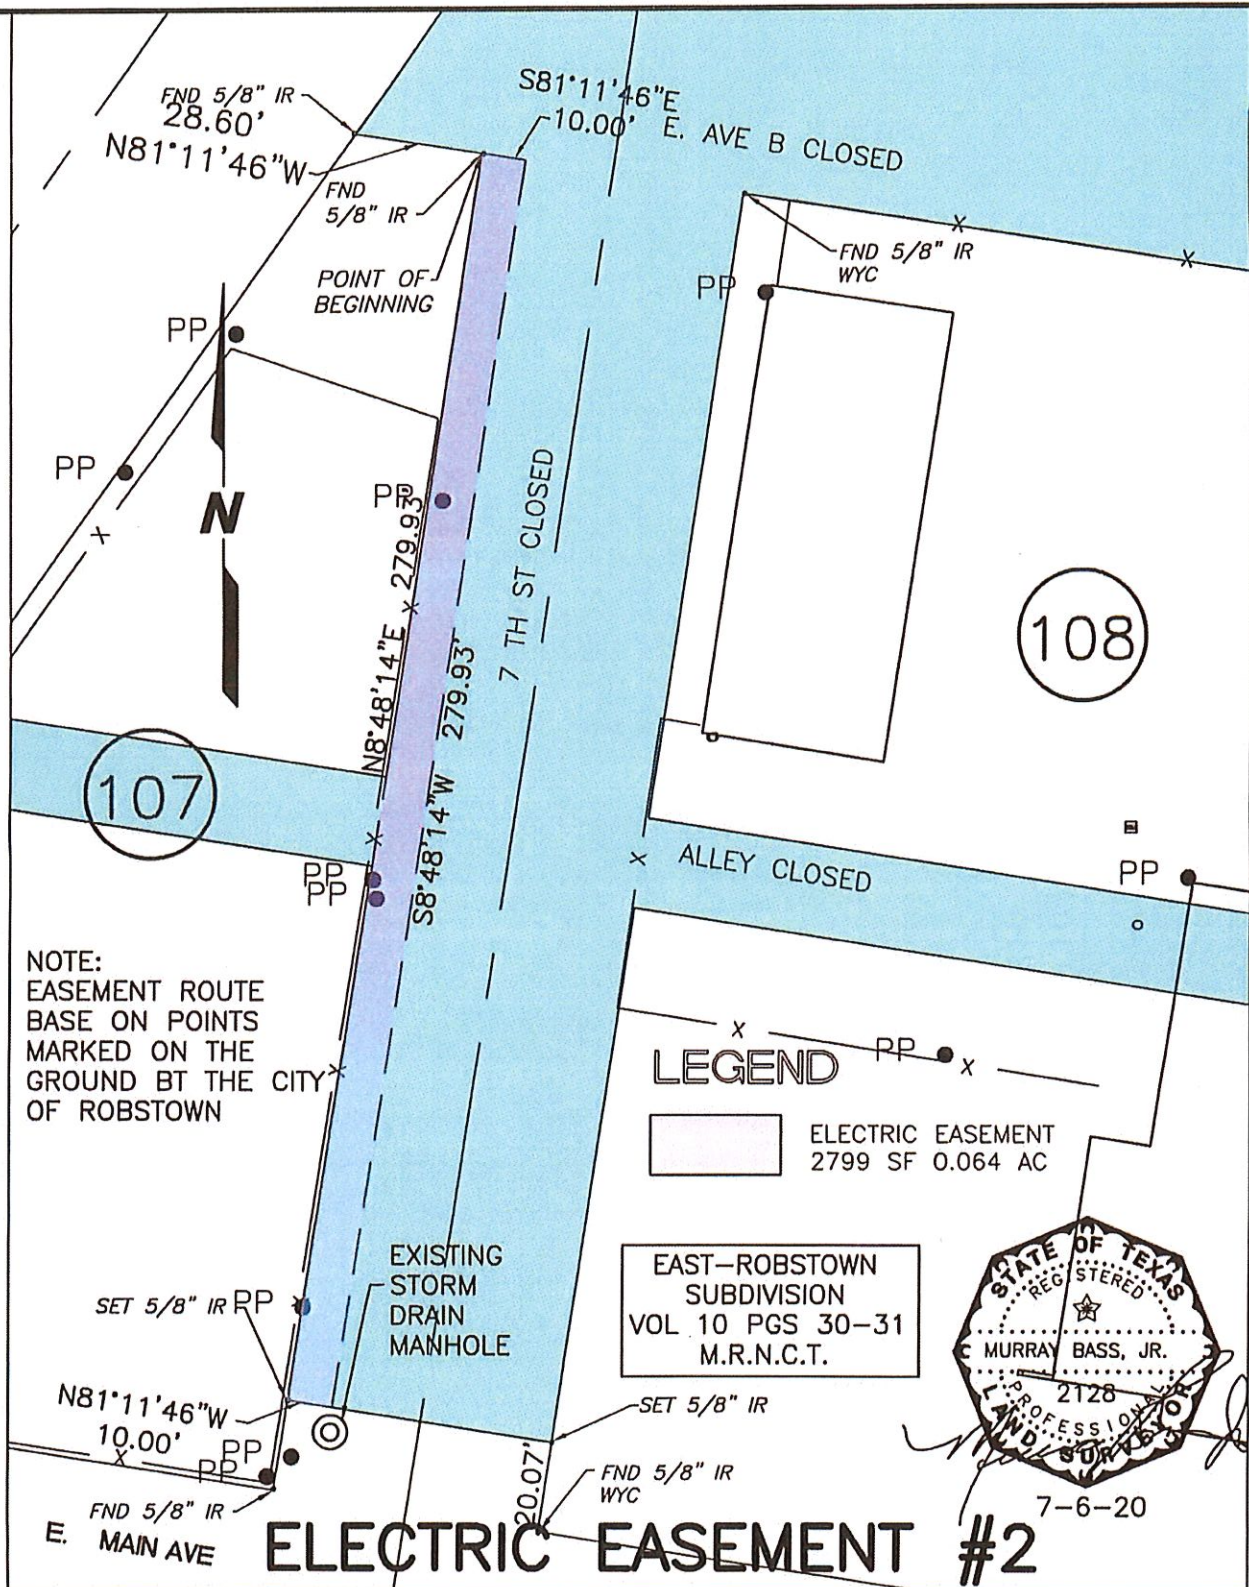 FND 5/8" IR
28.60'
N81°11'46"W
S81°11'46"E
10.00'
E. AVE B CLOSED
FND
5/8" IR
FND 5/8" IR
WYC
POINT OF
BEGINNING
PP
PP
PP
PP
N
N8°48'14"E 279.93'
S8°48'14"W 279.93'
7 TH ST CLOSED
108
107
X
X
X
X
X
X
X
ALLEY CLOSED
PP
PP
PP
NOTE:
EASEMENT ROUTE
BASE ON POINTS
MARKED ON THE
GROUND BT THE CITY
OF ROBSTOWN
X
X
PP
LEGEND
ELECTRIC EASEMENT
2799 SF 0.064 AC
EXISTING
STORM
DRAIN
MANHOLE
EAST-ROBSTOWN
SUBDIVISION
VOL 10 PGS 30-31
M.R.N.C.T.
STATE OF TEXAS
REGISTERED
MURRAY BASS, JR.
2128
PROFESSIONAL
LAND SURVEYOR
7-6-20
SET 5/8" IR
PP
N81°11'46"W
10.00'
X
PP
PP
SET 5/8" IR
FND 5/8" IR
WYC
20.07'
FND 5/8" IR
E. MAIN AVE
ELECTRIC EASEMENT #2